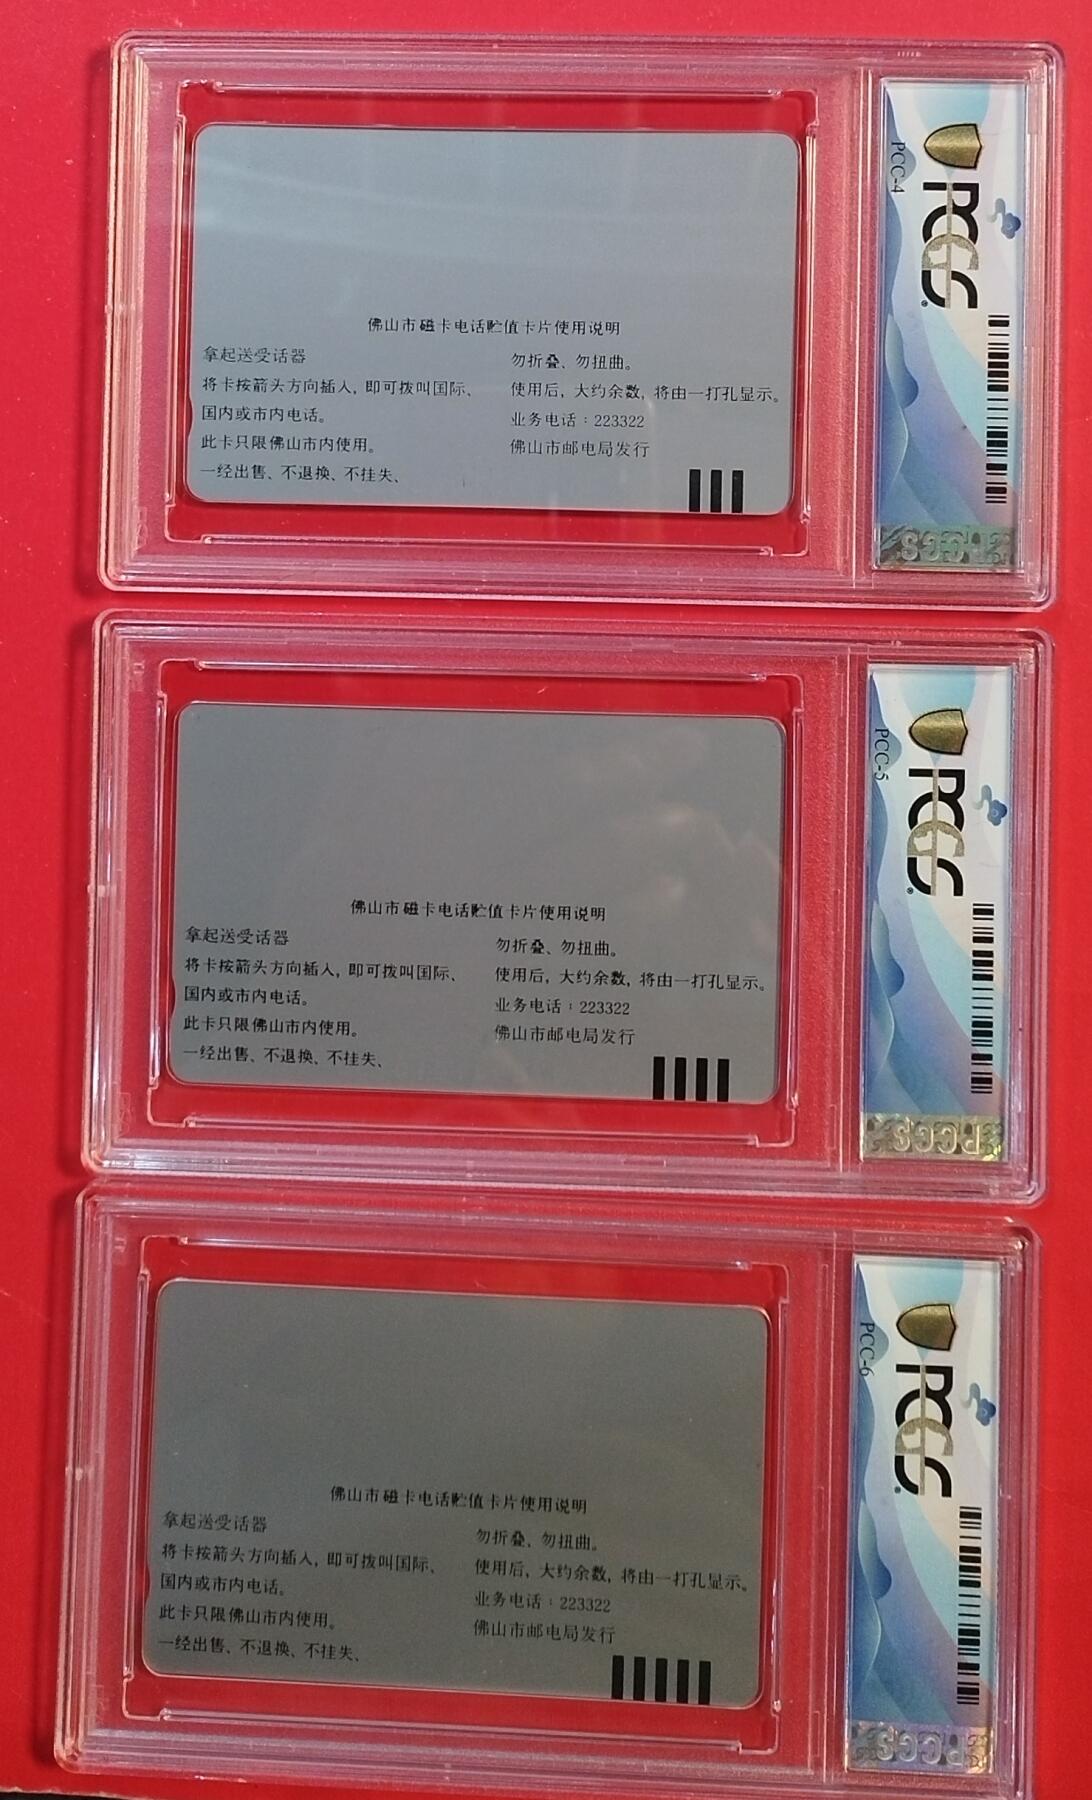 佛山市磁卡电话贮值卡片使用说明
拿起送受话器
将卡按箭头方向插入, 即可拨叫国际、
国内或市内电话。
此卡只限佛山市内使用。
一经出售、不退换、不挂失、
勿折叠、勿扭曲。
使用后, 大约余数, 将由一打孔显示。
业务电话：223322
佛山市邮电局发行
PCC-4
PCGS
PCGS
佛山市磁卡电话贮值卡片使用说明
拿起送受话器
将卡按箭头方向插入, 即可拨叫国际、
国内或市内电话。
此卡只限佛山市内使用。
一经出售、不退换、不挂失、
勿折叠、勿扭曲。
使用后, 大约余数, 将由一打孔显示。
业务电话：223322
佛山市邮电局发行
PCC-5
PCGS
PCGS
佛山市磁卡电话贮值卡片使用说明
拿起送受话器
将卡按箭头方向插入, 即可拨叫国际、
国内或市内电话。
此卡只限佛山市内使用。
一经出售、不退换、不挂失、
勿折叠、勿扭曲。
使用后, 大约余数, 将由一打孔显示。
业务电话：223322
佛山市邮电局发行
PCC-6
PCGS
PCGS